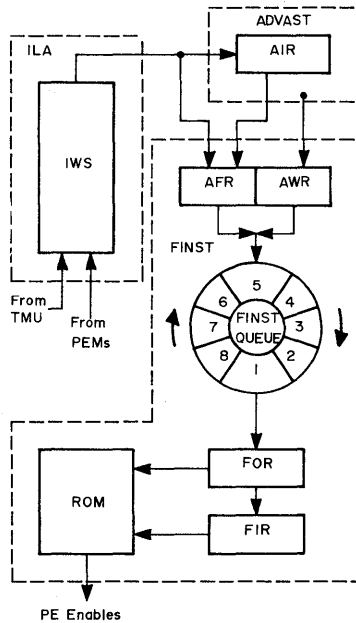 ADVAST
ILA
AIR
IWS
AFR
AWR
FINST
From
TMU
From
PEMs
5
6
4
7
FINST
QUEUE
3
8
2
1
FOR
ROM
FIR
PE Enables